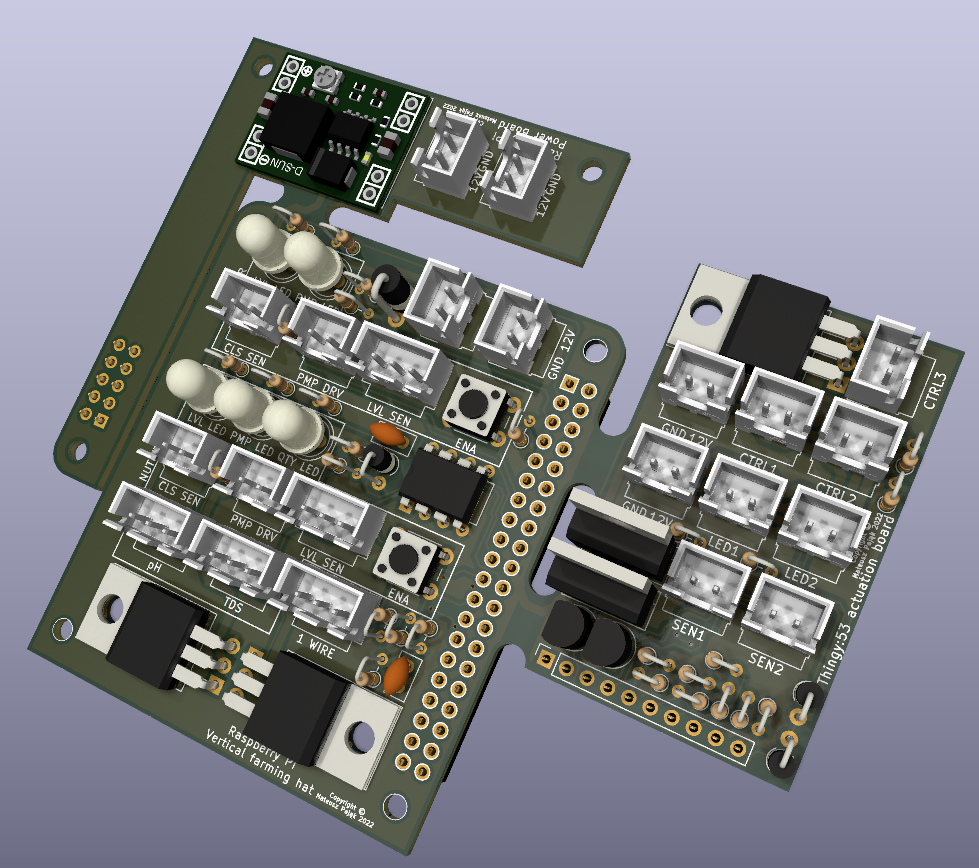 D-SUN
Power board
12V GND
12V GND
CLS SEN
PMP DRV
LVL SEN
GND 12V
ENA
LVL LED PMP LED QTY LED
NUT
CLS SEN
PMP DRV
LVL SEN
ENA
pH
TDS
1 WIRE
Raspberry Pi
Vertical farming hat
Copyright ©
Mateusz Pająk 2022
CTRL3
GND 12V
CTRL1
CTRL2
GND 12V
LED1
LED2
SEN1
SEN2
Mateusz Pająk 2022
Thingy:53 actuation board